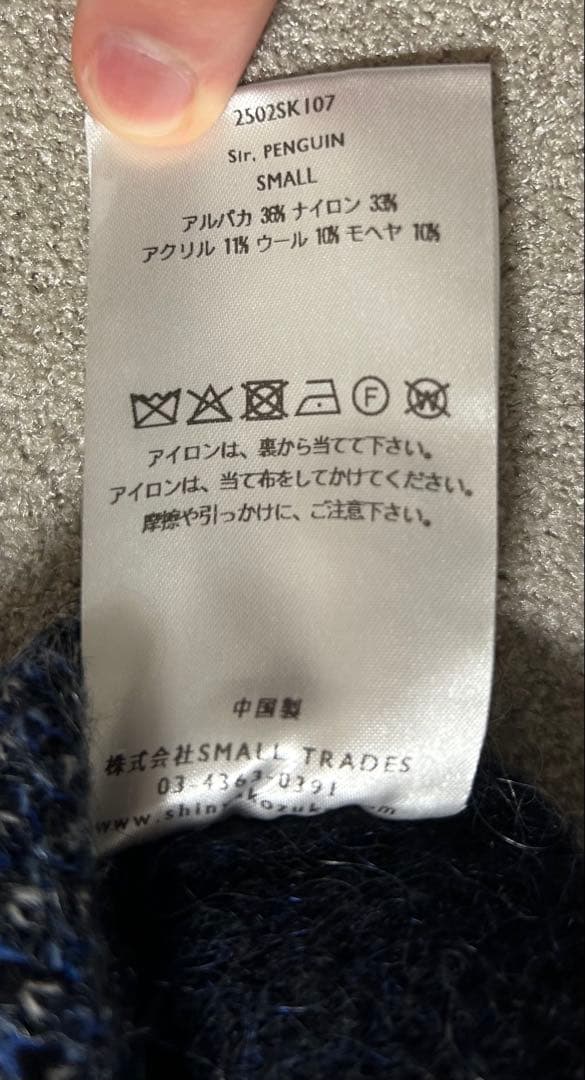 2502SK107
Sir. PENGUIN
SMALL
アルパカ 36% ナイロン 33%
アクリル 11% ウール 10% モヘヤ 10%
F W
アイロンは、裏から当てて下さい。
アイロンは、当て布をしてかけてください。
摩擦や引っかけに、ご注意下さい。
中国製
株式会社SMALL TRADES
03-4363-0391